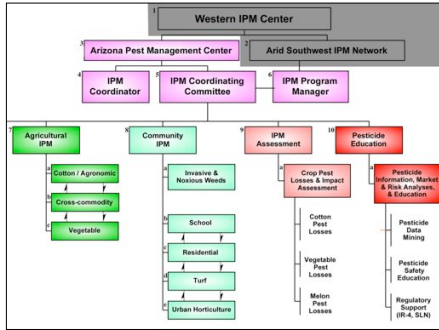 1
Western IPM Center
3
Arizona Pest Management Center
2
Arid Southwest IPM Network
4
IPM
Coordinator
5
IPM Coordinating
Committee
6
IPM Program
Manager
7
Agricultural
IPM
8
Community
IPM
9
IPM
Assessment
10
Pesticide
Education
a
Cotton / Agronomic
b
Cross-commodity
c
Vegetable
a
Invasive &
Noxious Weeds
b
School
c
Residential
d
Turf
e
Urban Horticulture
a
Crop Pest
Losses & Impact
Assessment
Cotton
Pest
Losses
Vegetable
Pest
Losses
Melon
Pest
Losses
a
Pesticide
Information, Market
& Risk Analyses,
& Education
Pesticide
Data
Mining
Pesticide
Safety
Education
Regulatory
Support
(IR-4, SLN)